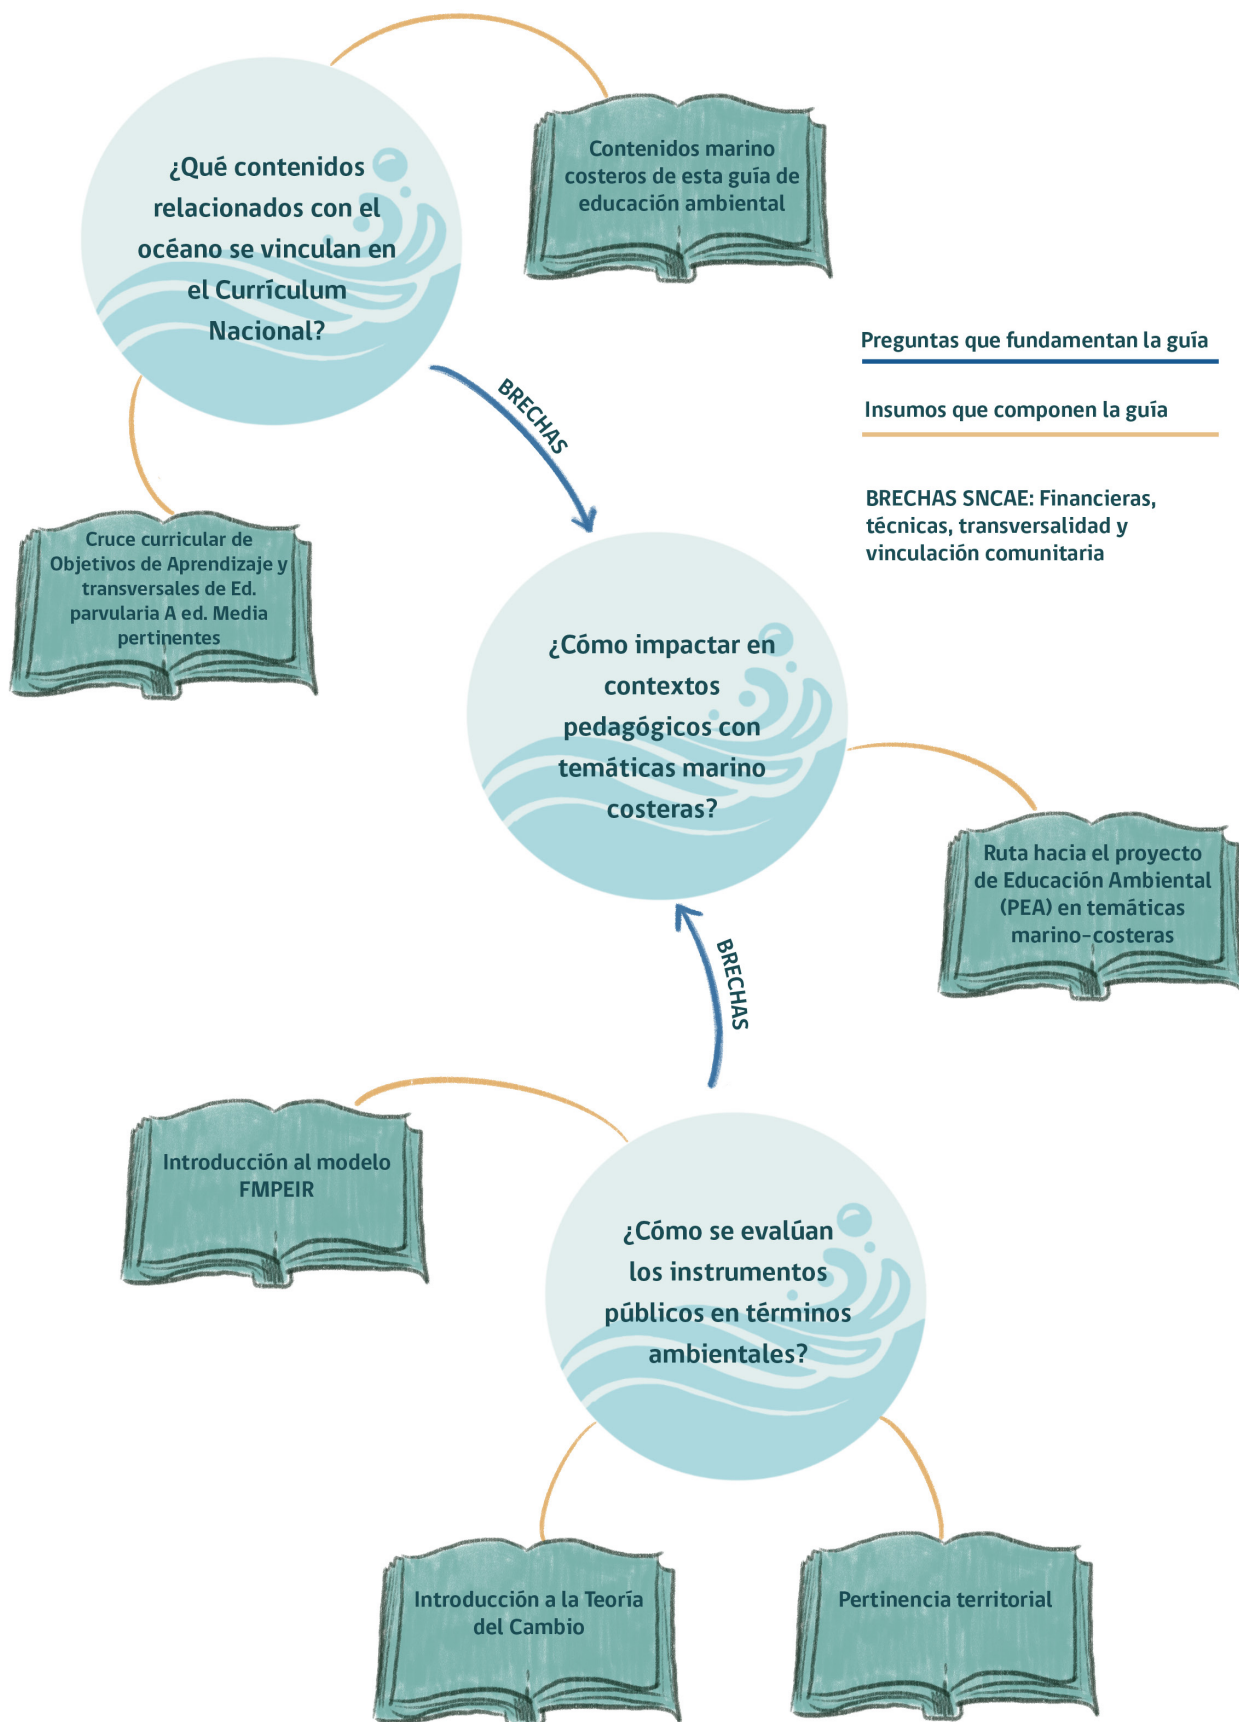 ¿Qué contenidos
relacionados con el
océano se vinculan en
el Currículum
Nacional?
Contenidos marino
costeros de esta guía de
educación ambiental
Preguntas que fundamentan la guía
Insumos que componen la guía
BRECHAS SNCAE: Financieras,
técnicas, transversalidad y
vinculación comunitaria
BRECHAS
Cruce curricular de
Objetivos de Aprendizaje y
transversales de Ed.
parvularia A ed. Media
pertinentes
¿Cómo impactar en
contextos
pedagógicos con
temáticas marino
costeras?
Ruta hacia el proyecto
de Educación Ambiental
(PEA) en temáticas
marino-costeras
BRECHAS
Introducción al modelo
FMPEIR
¿Cómo se evalúan
los instrumentos
públicos en términos
ambientales?
Introducción a la Teoría
del Cambio
Pertinencia territorial